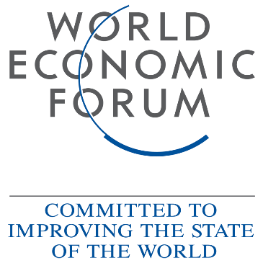 WORLD
ECONOMIC
FORUM
COMMITTED TO
IMPROVING THE STATE
OF THE WORLD